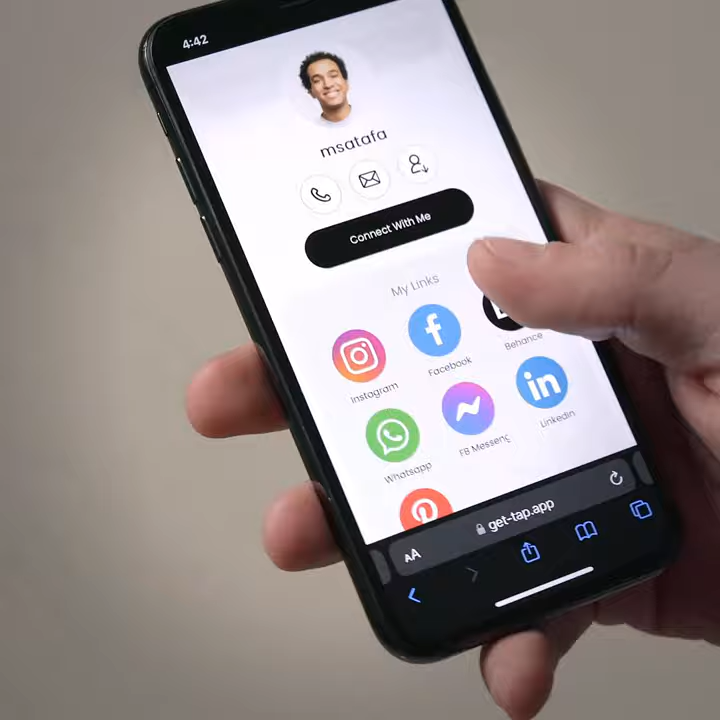 4:42
msatafa
Connect With Me
My Links
Instagram
Facebook
Behance
Whatsapp
FB Messeng
LinkedIn
AA
get-tap.app